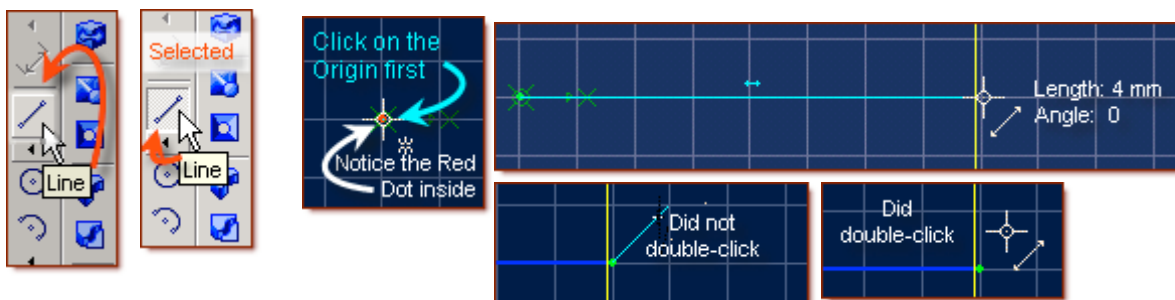 Line
Selected
Line
Click on the
Origin first
Notice the Red
Dot inside
Length: 4 mm
Angle: 0
Did not
double-click
Did
double-click